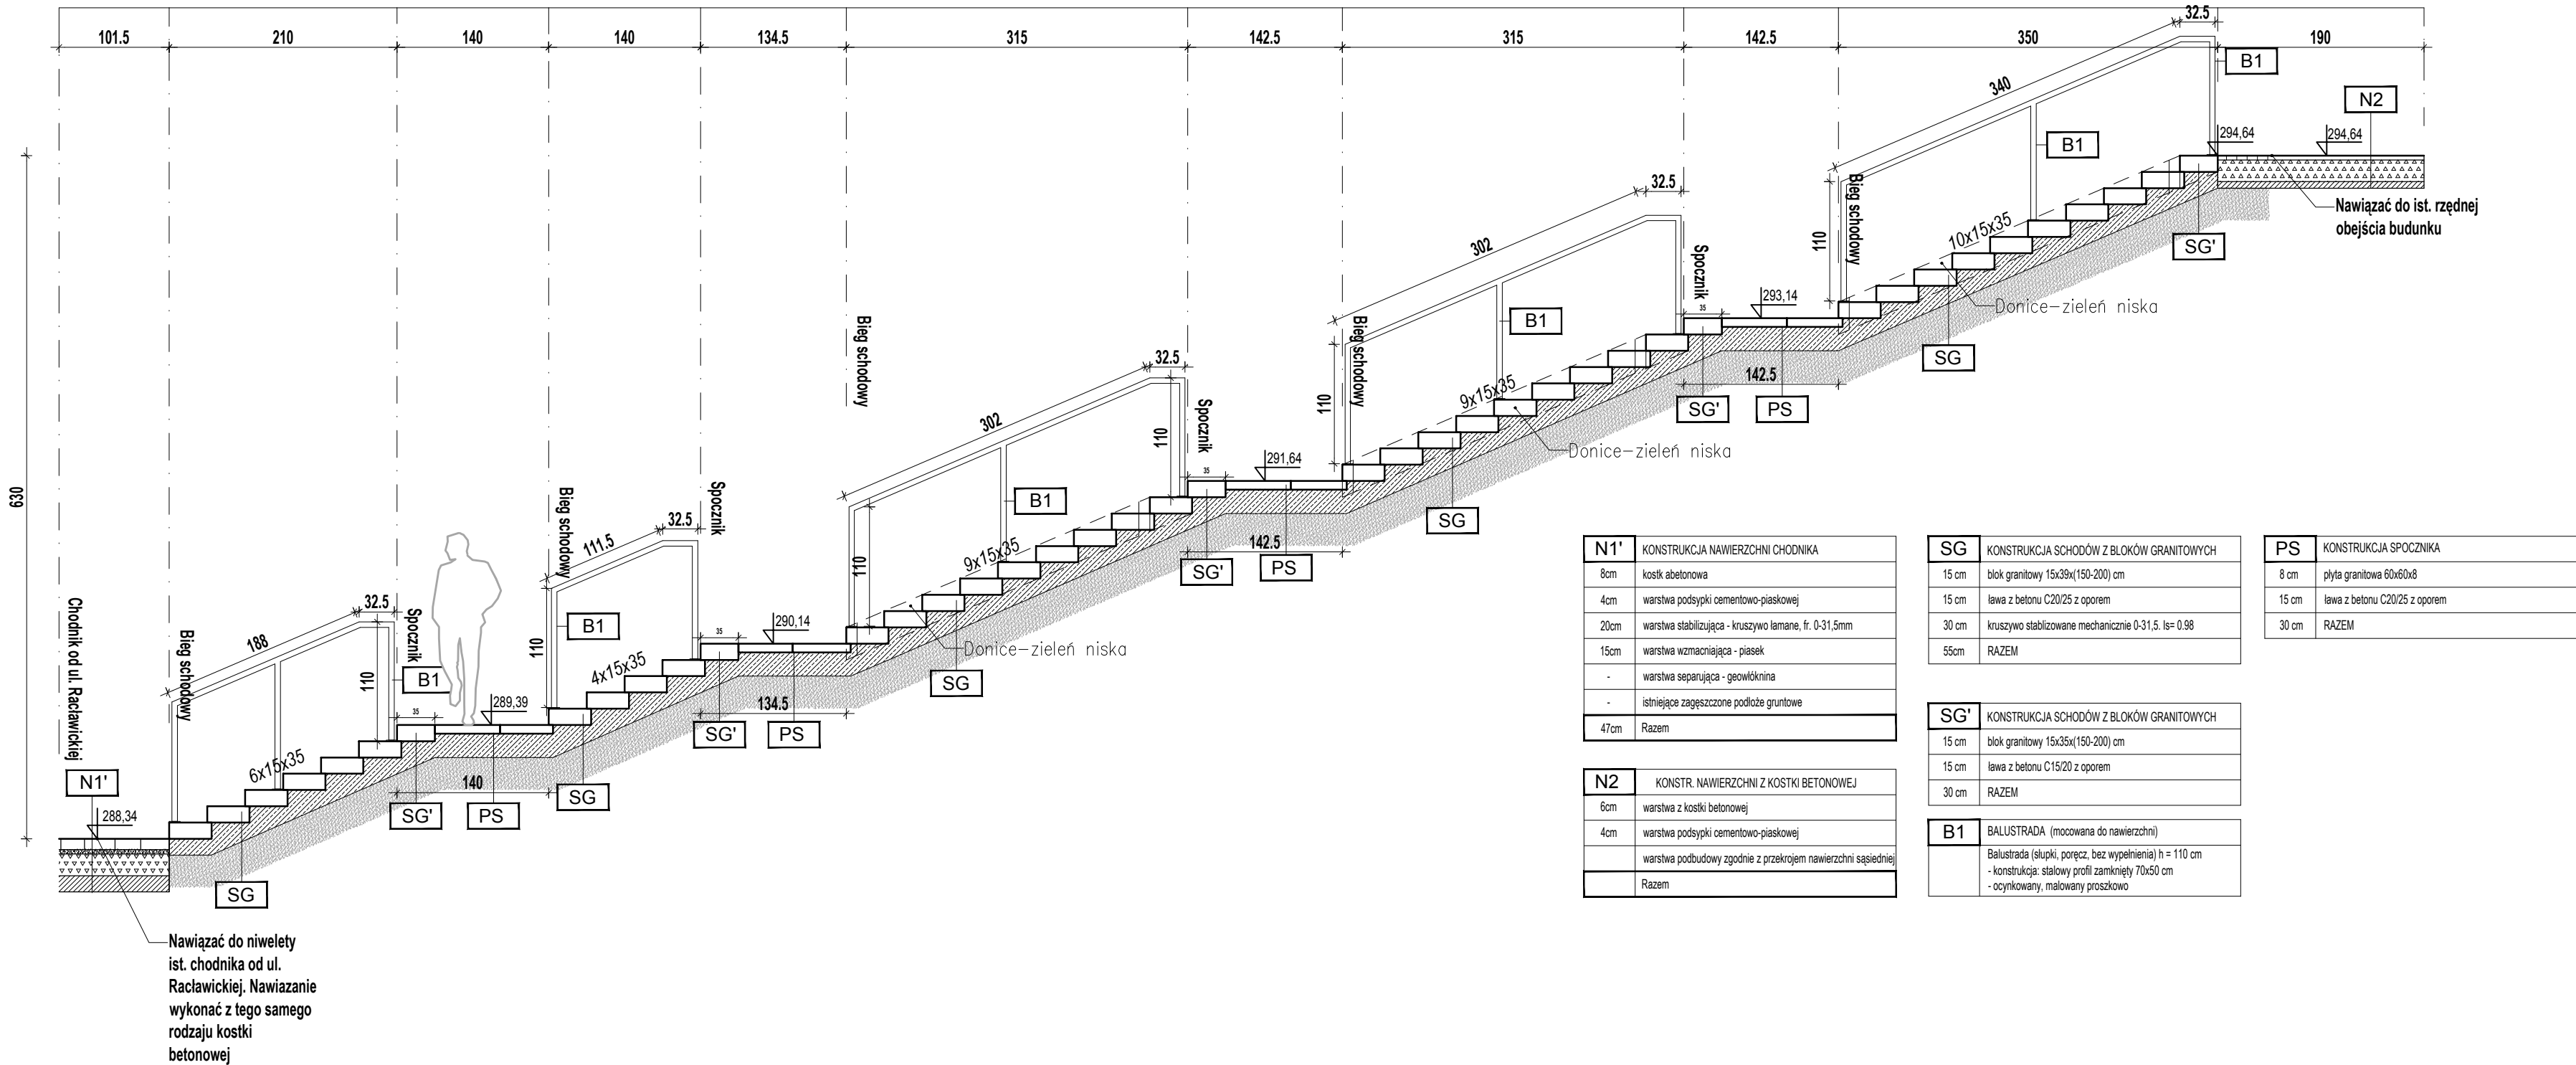 101.5 210 140 140 134.5 315 142.5 315 142.5 350 190
32.5
B1
340
N2
B1
294,64 294,64
Nawiązać do ist. rzędnej
obejścia budunku
SG'
10x15x35
Bieg schodowy
110
Donice-zieleń niska
SG
293,14
35
Spocznik
142.5
SG' PS
32.5
302
B1
9x15x35
Bieg schodowy
110
Donice-zieleń niska
SG
291,64
35
Spocznik
142.5
SG' PS
32.5
302
110
B1
9x15x35
Bieg schodowy
110
Donice-zieleń niska
SG
290,14
35
Spocznik
134.5
SG' PS
32.5
111.5
B1
4x15x35
Bieg schodowy
110
SG
289,39
35
Spocznik
B1
140
SG' PS
32.5
188
110
6x15x35
Bieg schodowy
SG
630
Chodnik od ul. Racławickiej
N1'
288,34
Nawiązać do niwelety
ist. chodnika od ul.
Racławickiej. Nawiazanie
wykonać z tego samego
rodzaju kostki
betonowej
N1' KONSTRUKCJA NAWIERZCHNI CHODNIKA
8cm kostk abetonowa
4cm warstwa podsypki cementowo-piaskowej
20cm warstwa stabilizująca - kruszywo łamane, fr. 0-31,5mm
15cm warstwa wzmacniająca - piasek
- warstwa separująca - geowłóknina
- istniejące zagęszczone podłoże gruntowe
47cm Razem
N2 KONSTR. NAWIERZCHNI Z KOSTKI BETONOWEJ
6cm warstwa z kostki betonowej
4cm warstwa podsypki cementowo-piaskowej
warstwa podbudowy zgodnie z przekrojem nawierzchni sąsiedniej
Razem
SG KONSTRUKCJA SCHODÓW Z BLOKÓW GRANITOWYCH
15 cm blok granitowy 15x39x(150-200) cm
15 cm ława z betonu C20/25 z oporem
30 cm kruszywo stablizowane mechanicznie 0-31,5. Is= 0.98
55cm RAZEM
SG' KONSTRUKCJA SCHODÓW Z BLOKÓW GRANITOWYCH
15 cm blok granitowy 15x35x(150-200) cm
15 cm ława z betonu C15/20 z oporem
30 cm RAZEM
B1 BALUSTRADA (mocowana do nawierzchni)
Balustrada (słupki, poręcz, bez wypełnienia) h = 110 cm
- konstrukcja: stalowy profil zamknięty 70x50 cm
- ocynkowany, malowany proszkowo
PS KONSTRUKCJA SPOCZNIKA
8 cm płyta granitowa 60x60x8
15 cm ława z betonu C20/25 z oporem
30 cm RAZEM